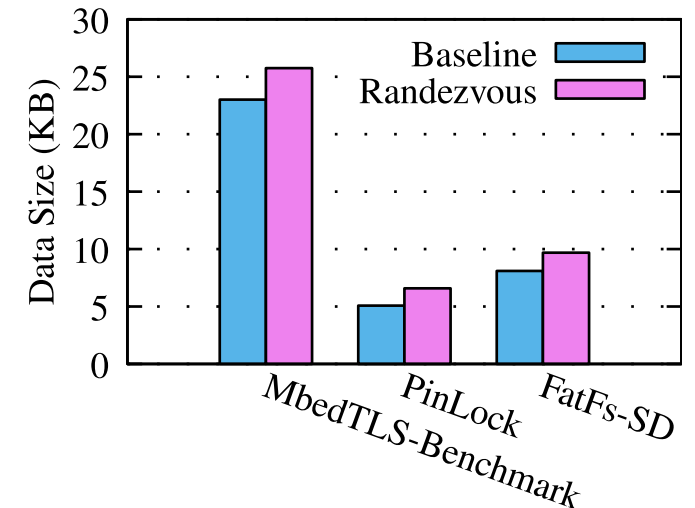 30
25
20
15
10
5
0
Data Size (KB)
Baseline
Randezvous
MbedTLS-Benchmark
PinLock
FatFs-SD